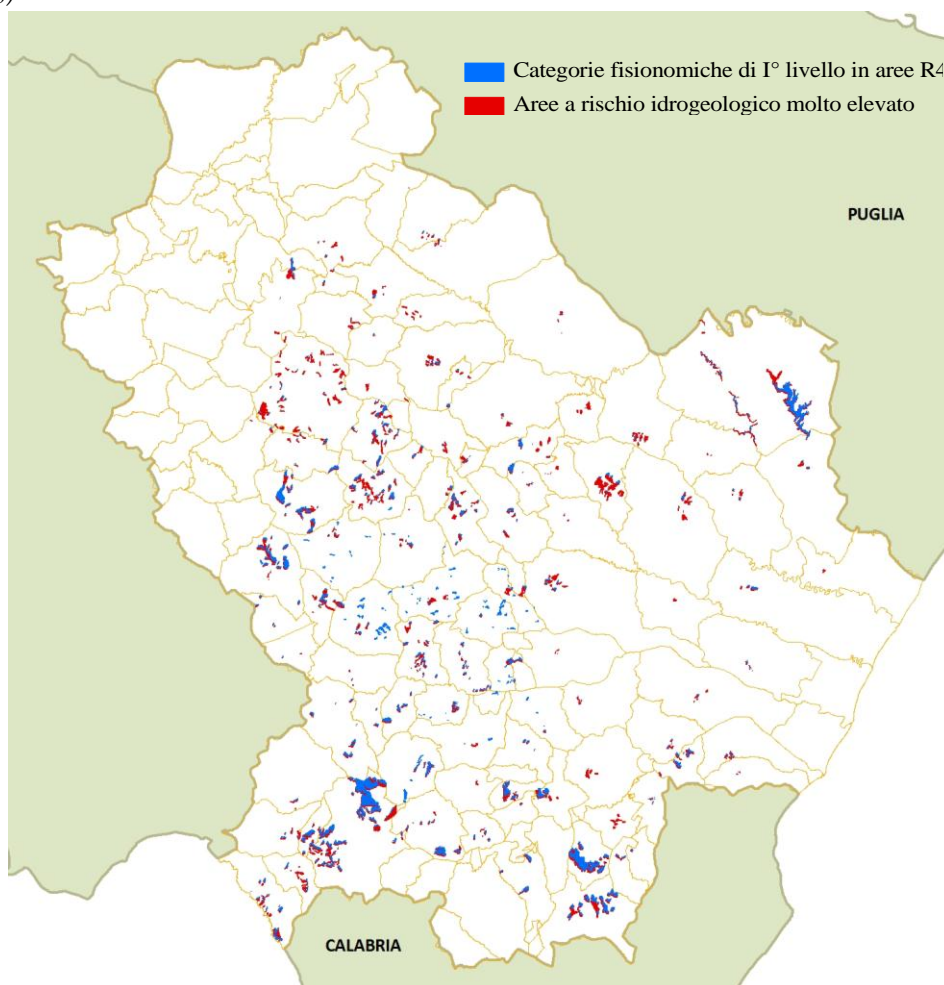 Categorie fisionomiche di I° livello in aree R4
Aree a rischio idrogeologico molto elevato
PUGLIA
CALABRIA